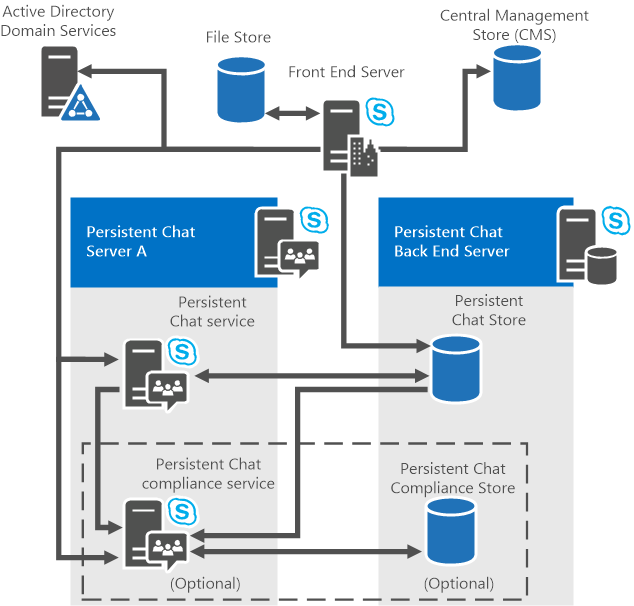 Active Directory
Domain Services
File Store
Central Management
Store (CMS)
Front End Server
Persistent Chat
Server A
Persistent Chat
Back End Server
Persistent
Chat service
Persistent
Chat Store
Persistent Chat
compliance service
Persistent Chat
Compliance Store
(Optional)
(Optional)